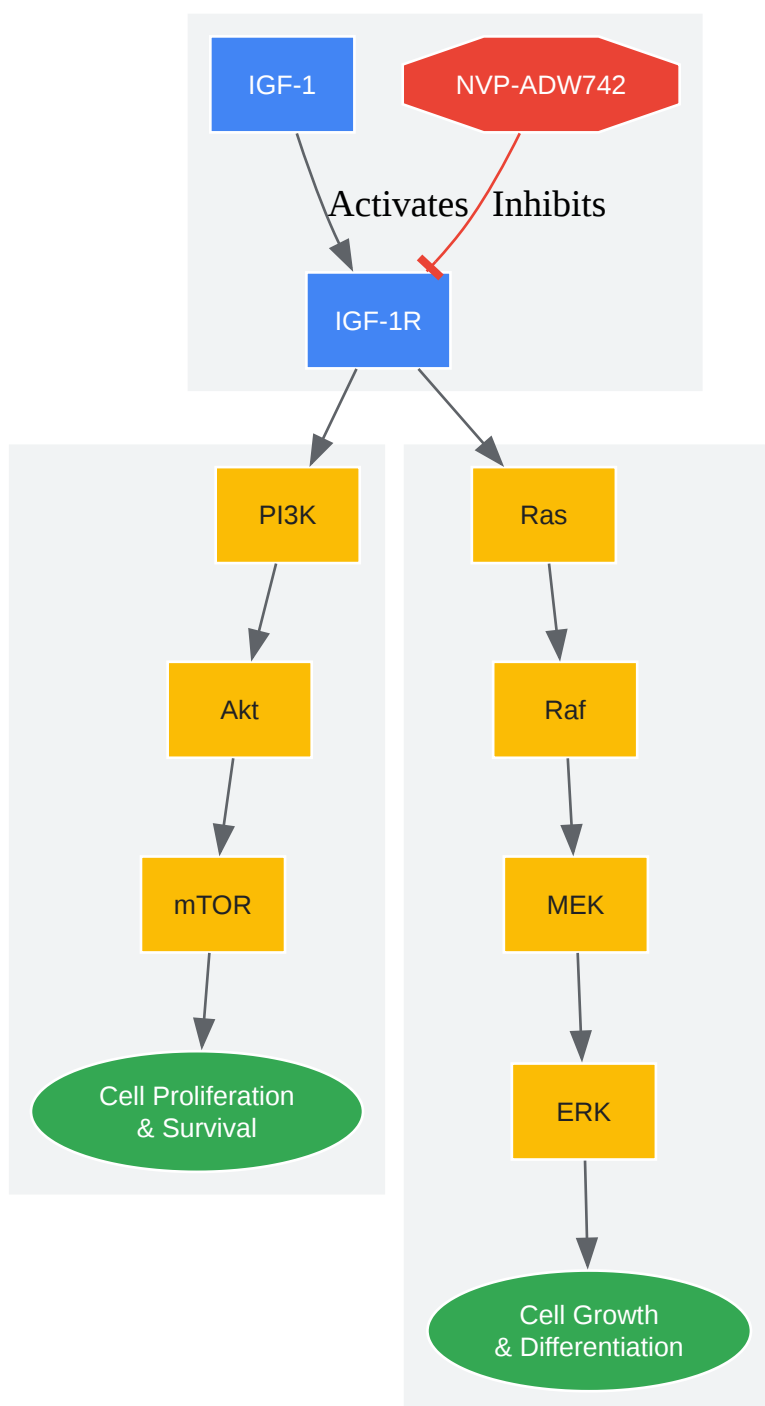 IGF-1
NVP-ADW742
Activates
Inhibits
IGF-1R
PI3K
Ras
Akt
Raf
mTOR
MEK
Cell Proliferation
& Survival
ERK
Cell Growth
& Differentiation